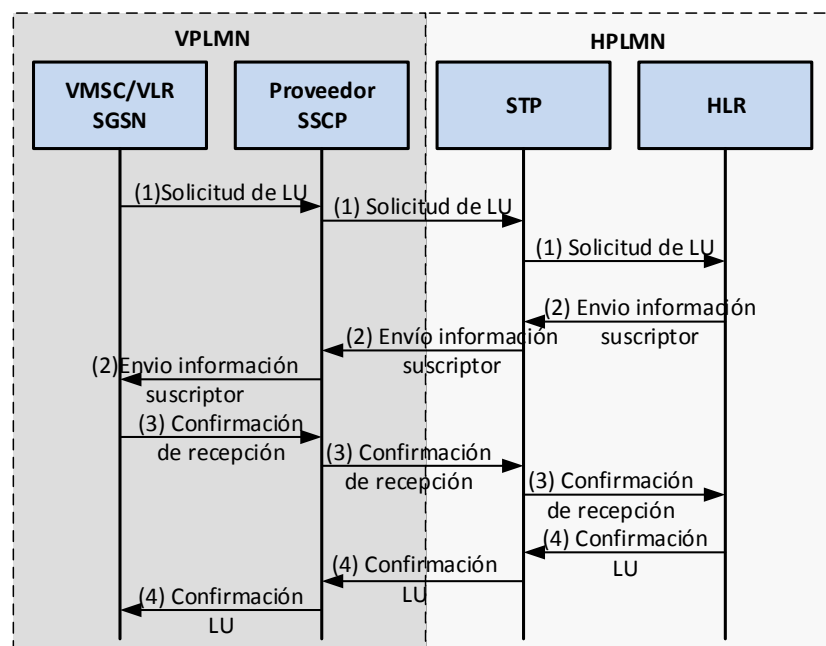 VPLMN
HPLMN
VMSC/VLR
SGSN
Proveedor
SSCP
STP
HLR
(1)Solicitud de LU
(1) Solicitud de LU
(1) Solicitud de LU
(2) Envio información
suscriptor
(2) Envío información
suscriptor
(2)Envio información
suscriptor
(3) Confirmación
de recepción
(3) Confirmación
de recepción
(3) Confirmación
de recepción
(4) Confirmación
LU
(4) Confirmación
LU
(4) Confirmación
LU